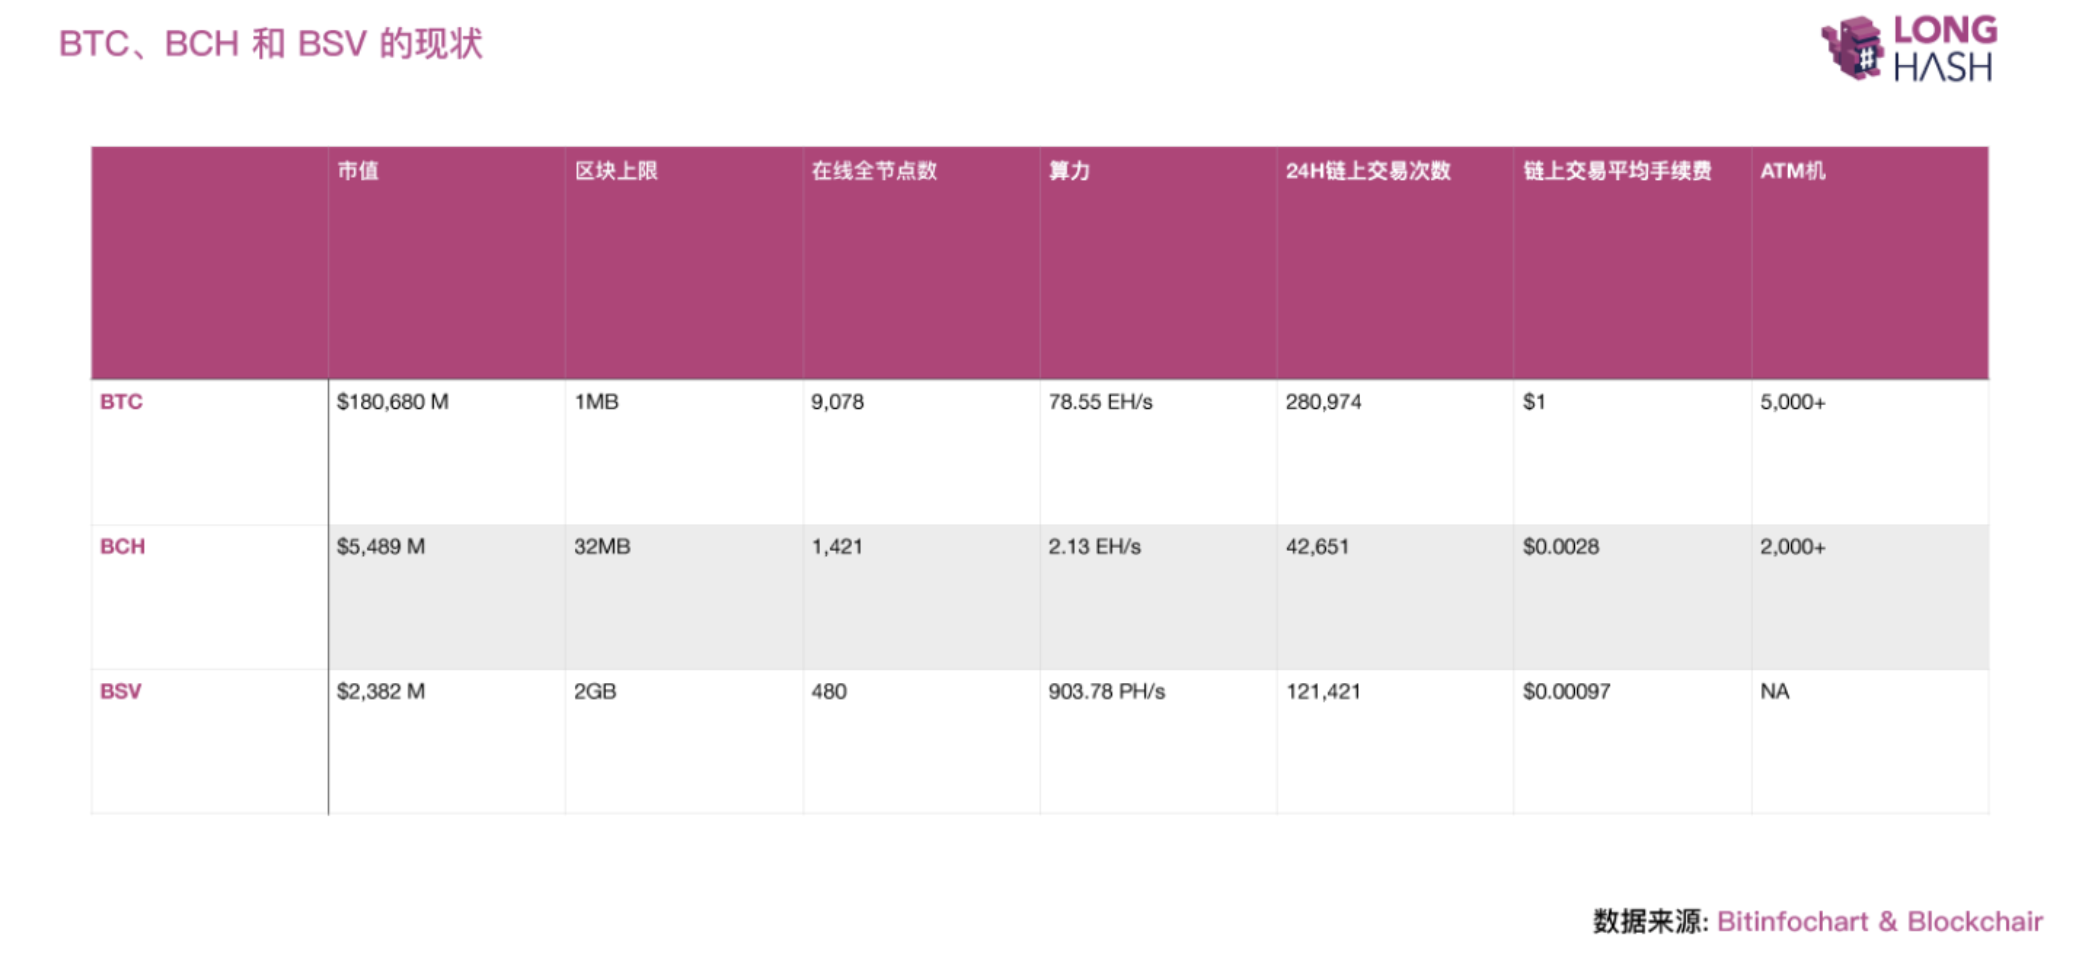 BTC、BCH 和 BSV 的现状
LONG
HΛSH
市值 区块上限 在线全节点数 算力 24H链上交易次数 链上交易平均手续费 ATM机
BTC $180,680 M 1MB 9,078 78.55 EH/s 280,974 $1 5,000+
BCH $5,489 M 32MB 1,421 2.13 EH/s 42,651 $0.0028 2,000+
BSV $2,382 M 2GB 480 903.78 PH/s 121,421 $0.00097 NA
数据来源: Bitinfochart & Blockchair